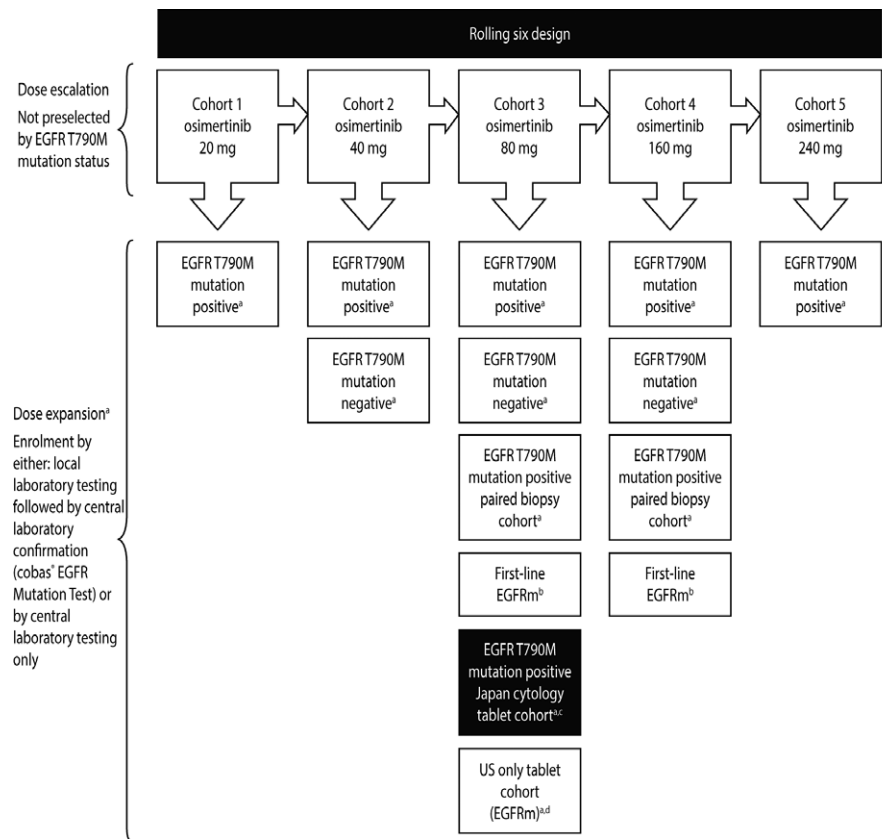 Rolling six design
Dose escalation
Not preselected
by EGFR T790M
mutation status
Cohort 1
osimertinib
20 mg
Cohort 2
osimertinib
40 mg
Cohort 3
osimertinib
80 mg
Cohort 4
osimertinib
160 mg
Cohort 5
osimertinib
240 mg
EGFR T790M
mutation
positiveᵃ
EGFR T790M
mutation
positiveᵃ
EGFR T790M
mutation
positiveᵃ
EGFR T790M
mutation
positiveᵃ
EGFR T790M
mutation
positiveᵃ
EGFR T790M
mutation
negativeᵃ
EGFR T790M
mutation
negativeᵃ
EGFR T790M
mutation
negativeᵃ
Dose expansionᵃ
Enrolment by
either: local
laboratory testing
followed by central
laboratory
confirmation
(cobas® EGFR
Mutation Test) or
by central
laboratory testing
only
EGFR T790M
mutation positive
paired biopsy
cohortᵃ
EGFR T790M
mutation positive
paired biopsy
cohortᵃ
First-line
EGFRmᵇ
First-line
EGFRmᵇ
EGFR T790M
mutation positive
Japan cytology
tablet cohortᵃ,ᶜ
US only tablet
cohort
(EGFRm)ᵃ,ᵈ